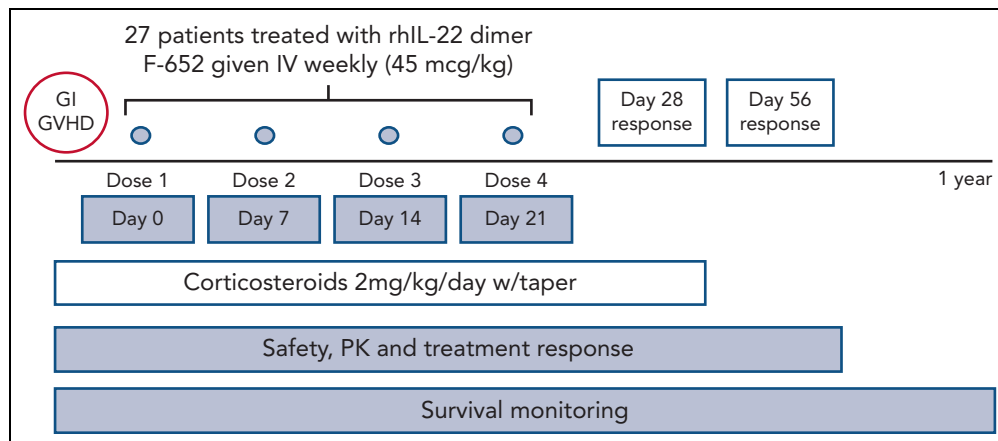 27 patients treated with rhIL-22 dimer
F-652 given IV weekly (45 mcg/kg)
GI
GVHD
Day 28
response
Day 56
response
Dose 1
Dose 2
Dose 3
Dose 4
1 year
Day 0
Day 7
Day 14
Day 21
Corticosteroids 2mg/kg/day w/taper
Safety, PK and treatment response
Survival monitoring